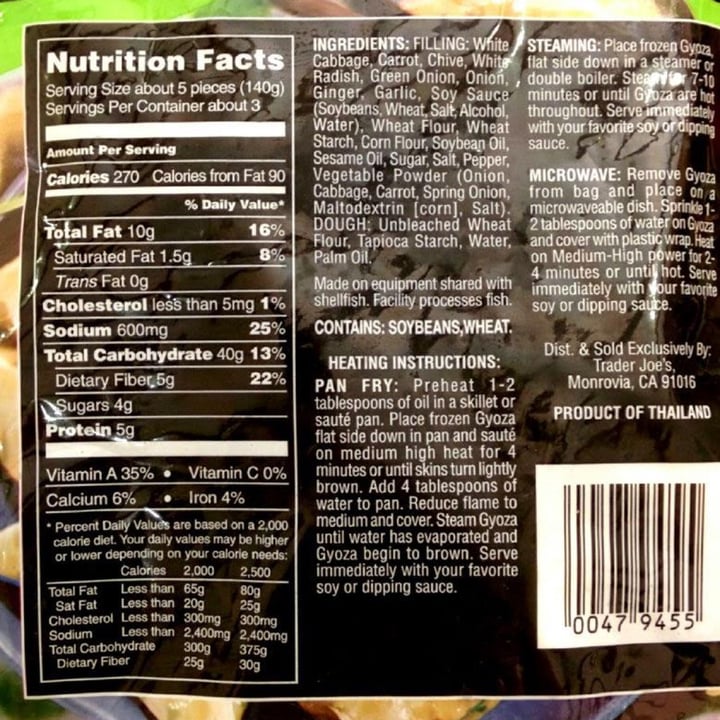 Nutrition Facts
Serving Size about 5 pieces (140g)
Servings Per Container about 3
Amount Per Serving
Calories 270 Calories from Fat 90
% Daily Value*
Total Fat 10g 16%
Saturated Fat 1.5g 8%
Trans Fat 0g
Cholesterol less than 5mg 1%
Sodium 600mg 25%
Total Carbohydrate 40g 13%
Dietary Fiber 5g 22%
Sugars 4g
Protein 5g
Vitamin A 35% • Vitamin C 0%
Calcium 6% • Iron 4%
* Percent Daily Values are based on a 2,000
calorie diet. Your daily values may be higher
or lower depending on your calorie needs:
Calories 2,000 2,500
Total Fat Less than 65g 80g
Sat Fat Less than 20g 25g
Cholesterol Less than 300mg 300mg
Sodium Less than 2,400mg 2,400mg
Total Carbohydrate 300g 375g
Dietary Fiber 25g 30g
INGREDIENTS: FILLING: White
Cabbage, Carrot, Chive, White
Radish, Green Onion, Onion,
Ginger, Garlic, Soy Sauce
(Soybeans, Wheat, Salt, Alcohol,
Water), Wheat Flour, Wheat
Starch, Corn Flour, Soybean Oil,
Sesame Oil, Sugar, Salt, Pepper,
Vegetable Powder (Onion,
Cabbage, Carrot, Spring Onion,
Maltodextrin [corn], Salt).
DOUGH: Unbleached Wheat
Flour, Tapioca Starch, Water,
Palm Oil.
Made on equipment shared with
shellfish. Facility processes fish.
CONTAINS: SOYBEANS,WHEAT.
HEATING INSTRUCTIONS:
PAN FRY: Preheat 1-2
tablespoons of oil in a skillet or
sauté pan. Place frozen Gyoza
flat side down in pan and sauté
on medium high heat for 4
minutes or until skins turn lightly
brown. Add 4 tablespoons of
water to pan. Reduce flame to
medium and cover. Steam Gyoza
until water has evaporated and
Gyoza begin to brown. Serve
immediately with your favorite
soy or dipping sauce.
STEAMING: Place frozen Gyoza,
flat side down in a steamer or
double boiler. Steam for 7-10
minutes or until Gyoza are hot
throughout. Serve immediately
with your favorite soy or dipping
sauce.
MICROWAVE: Remove Gyoza
from bag and place on a
microwaveable dish. Sprinkle 1-
2 tablespoons of water on Gyoza
and cover with plastic wrap. Heat
on Medium-High power for 2-
4 minutes or until hot. Serve
immediately with your favorite
soy or dipping sauce.
Dist. & Sold Exclusively By:
Trader Joe's,
Monrovia, CA 91016
PRODUCT OF THAILAND
0047 9455